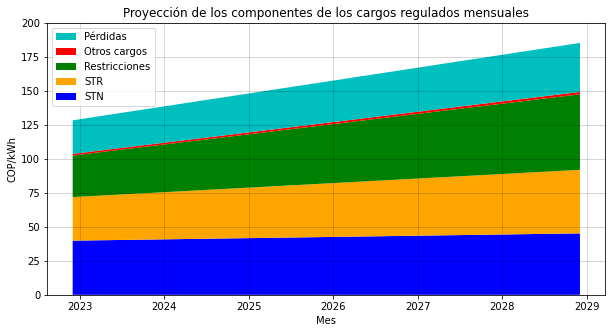 Proyección de los componentes de los cargos regulados mensuales
200
175
150
125
100
75
50
25
0
COP/kWh
Pérdidas
Otros cargos
Restricciones
STR
STN
2023 2024 2025 2026 2027 2028 2029
Mes